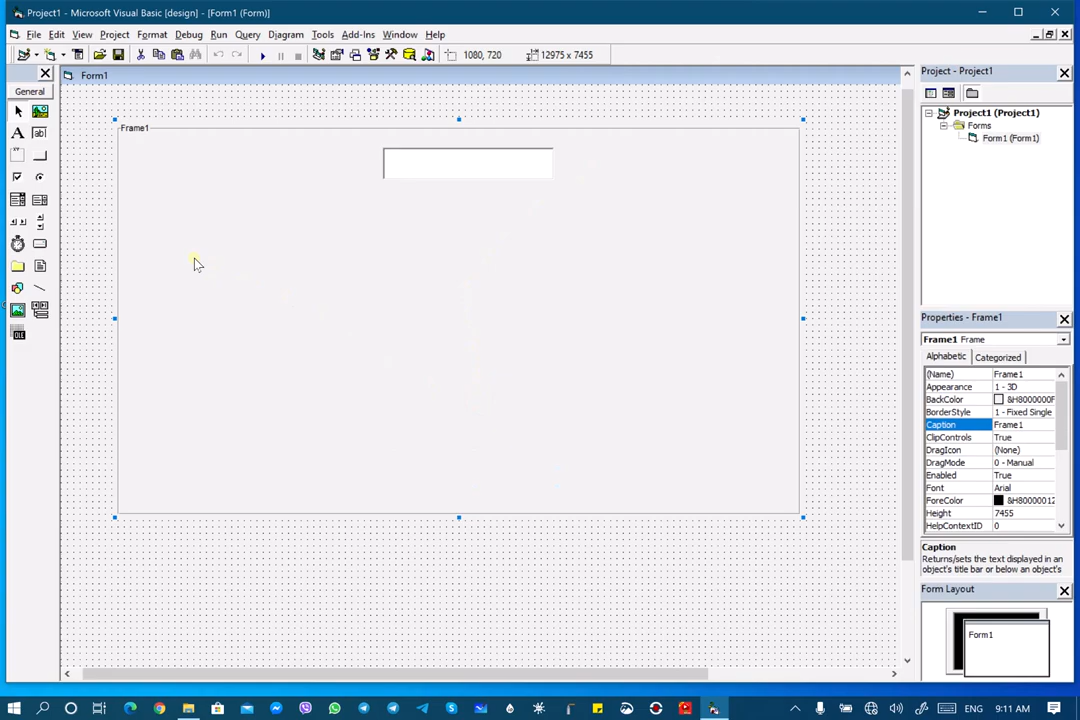 Project1 - Microsoft Visual Basic [design] - [Form1 (Form)]
File Edit View Project Format Debug Run Query Diagram Tools Add-Ins Window Help
1080, 720
12975 x 7455
General
Form1
Frame1
Project - Project1
Project1 (Project1)
Forms
Form1 (Form1)
Properties - Frame1
Frame1 Frame
Alphabetic Categorized
(Name) Frame1
Appearance 1 - 3D
BackColor &H8000000F
BorderStyle 1 - Fixed Single
Caption Frame1
ClipControls True
DragIcon (None)
DragMode 0 - Manual
Enabled True
Font Arial
ForeColor &H80000012
Height 7455
HelpContextID 0
Caption
Returns/sets the text displayed in an
object's title bar or below an object's
Form Layout
Form1
ENG 9:11 AM